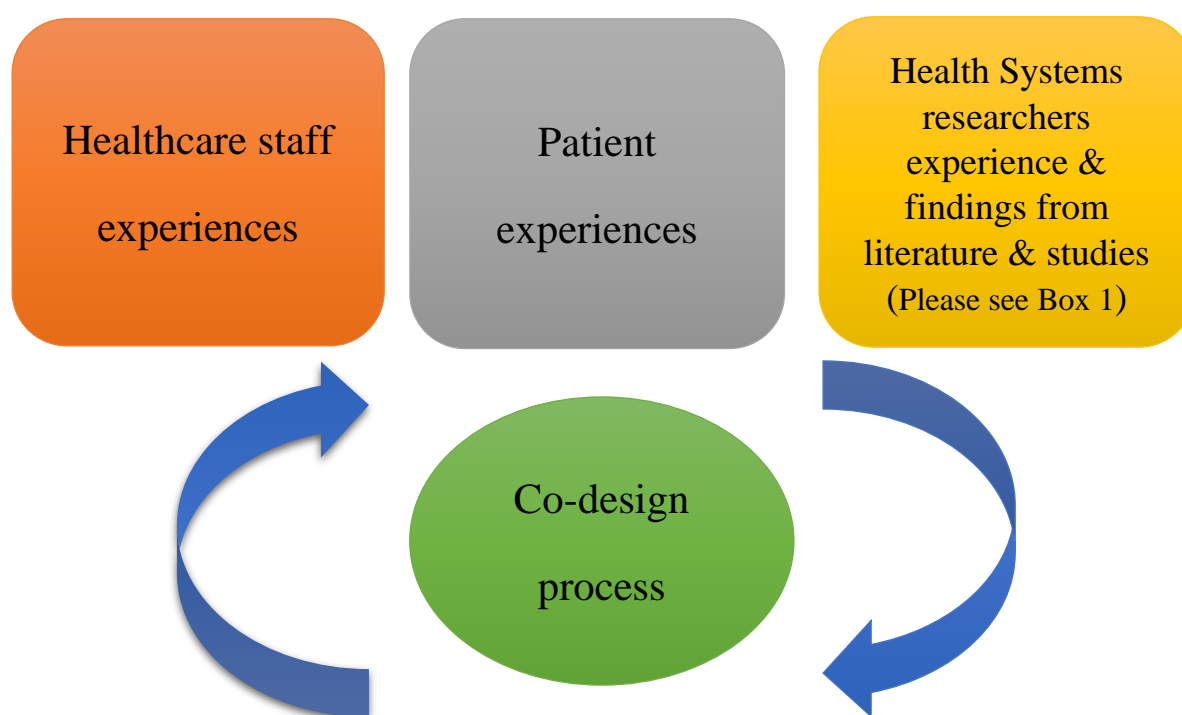 Healthcare staff
experiences
Patient
experiences
Health Systems
researchers
experience &
findings from
literature & studies
(Please see Box 1)
Co-design
process